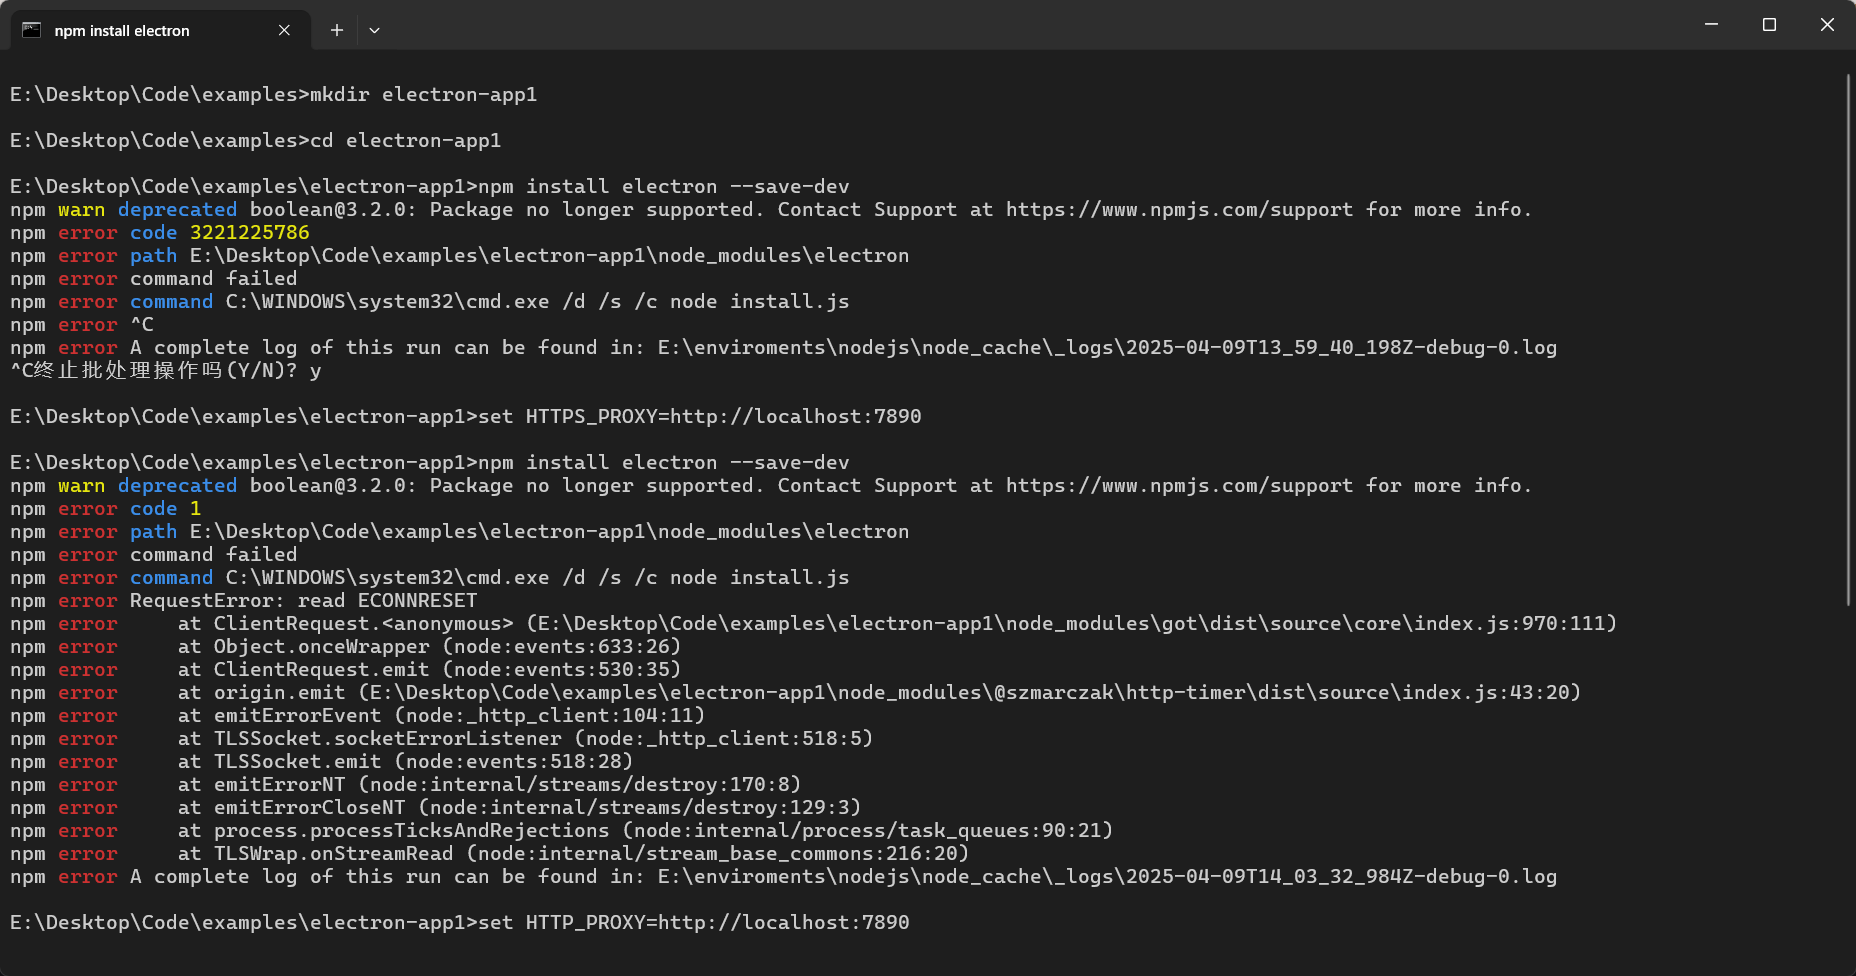 npm install electron
E:\Desktop\Code\examples>mkdir electron-app1
E:\Desktop\Code\examples>cd electron-app1
E:\Desktop\Code\examples\electron-app1>npm install electron --save-dev
npm warn deprecated boolean@3.2.0: Package no longer supported. Contact Support at https://www.npmjs.com/support for more info.
npm error code 3221225786
npm error path E:\Desktop\Code\examples\electron-app1\node_modules\electron
npm error command failed
npm error command C:\WINDOWS\system32\cmd.exe /d /s /c node install.js
npm error ^C
npm error A complete log of this run can be found in: E:\enviroments\nodejs\node_cache\_logs\2025-04-09T13_59_40_198Z-debug-0.log
^C终止批处理操作吗(Y/N)? y
E:\Desktop\Code\examples\electron-app1>set HTTPS_PROXY=http://localhost:7890
E:\Desktop\Code\examples\electron-app1>npm install electron --save-dev
npm warn deprecated boolean@3.2.0: Package no longer supported. Contact Support at https://www.npmjs.com/support for more info.
npm error code 1
npm error path E:\Desktop\Code\examples\electron-app1\node_modules\electron
npm error command failed
npm error command C:\WINDOWS\system32\cmd.exe /d /s /c node install.js
npm error RequestError: read ECONNRESET
npm error     at ClientRequest.<anonymous> (E:\Desktop\Code\examples\electron-app1\node_modules\got\dist\source\core\index.js:970:111)
npm error     at Object.onceWrapper (node:events:633:26)
npm error     at ClientRequest.emit (node:events:530:35)
npm error     at origin.emit (E:\Desktop\Code\examples\electron-app1\node_modules\@szmarczak\http-timer\dist\source\index.js:43:20)
npm error     at emitErrorEvent (node:_http_client:104:11)
npm error     at TLSSocket.socketErrorListener (node:_http_client:518:5)
npm error     at TLSSocket.emit (node:events:518:28)
npm error     at emitErrorNT (node:internal/streams/destroy:170:8)
npm error     at emitErrorCloseNT (node:internal/streams/destroy:129:3)
npm error     at process.processTicksAndRejections (node:internal/process/task_queues:90:21)
npm error     at TLSWrap.onStreamRead (node:internal/stream_base_commons:216:20)
npm error A complete log of this run can be found in: E:\enviroments\nodejs\node_cache\_logs\2025-04-09T14_03_32_984Z-debug-0.log
E:\Desktop\Code\examples\electron-app1>set HTTP_PROXY=http://localhost:7890